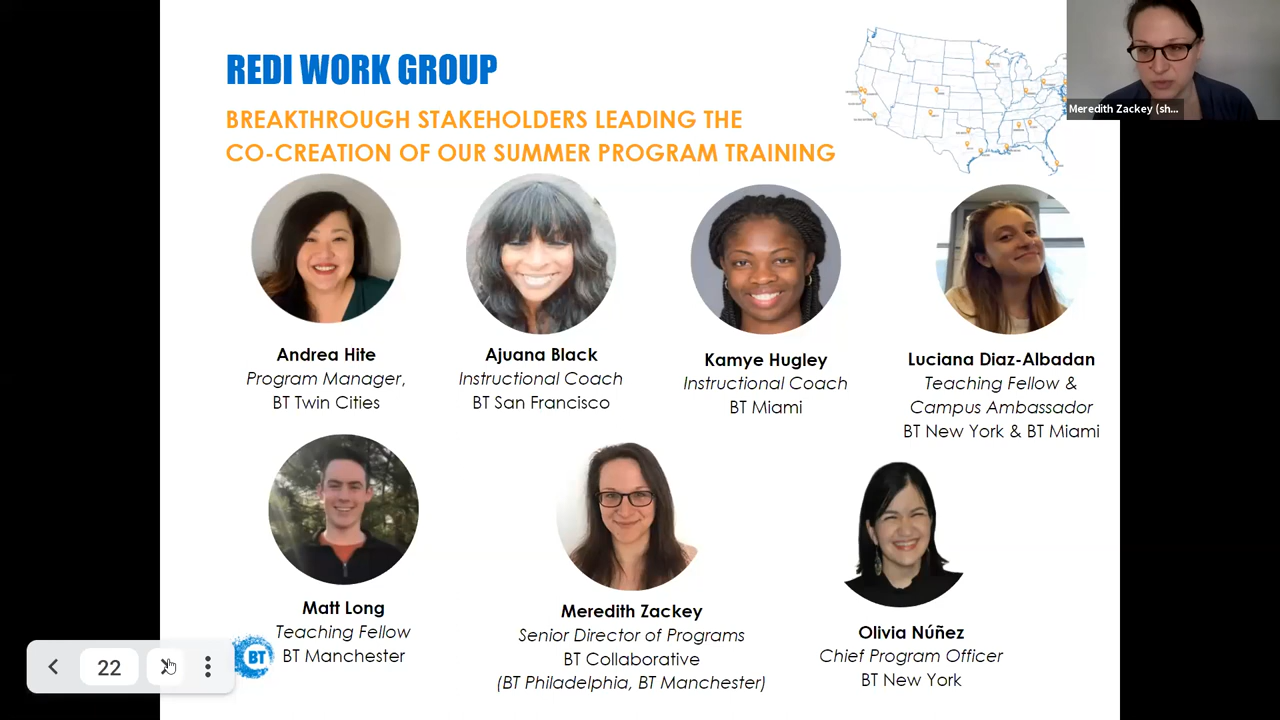 REDI WORK GROUP
BREAKTHROUGH STAKEHOLDERS LEADING THE
CO-CREATION OF OUR SUMMER PROGRAM TRAINING
Meredith Zackey (sh...
Andrea Hite
Program Manager,
BT Twin Cities
Ajuana Black
Instructional Coach
BT San Francisco
Kamye Hugley
Instructional Coach
BT Miami
Luciana Diaz-Albadan
Teaching Fellow &
Campus Ambassador
BT New York & BT Miami
Matt Long
Teaching Fellow
BT Manchester
Meredith Zackey
Senior Director of Programs
BT Collaborative
(BT Philadelphia, BT Manchester)
Olivia Núñez
Chief Program Officer
BT New York
22
BT